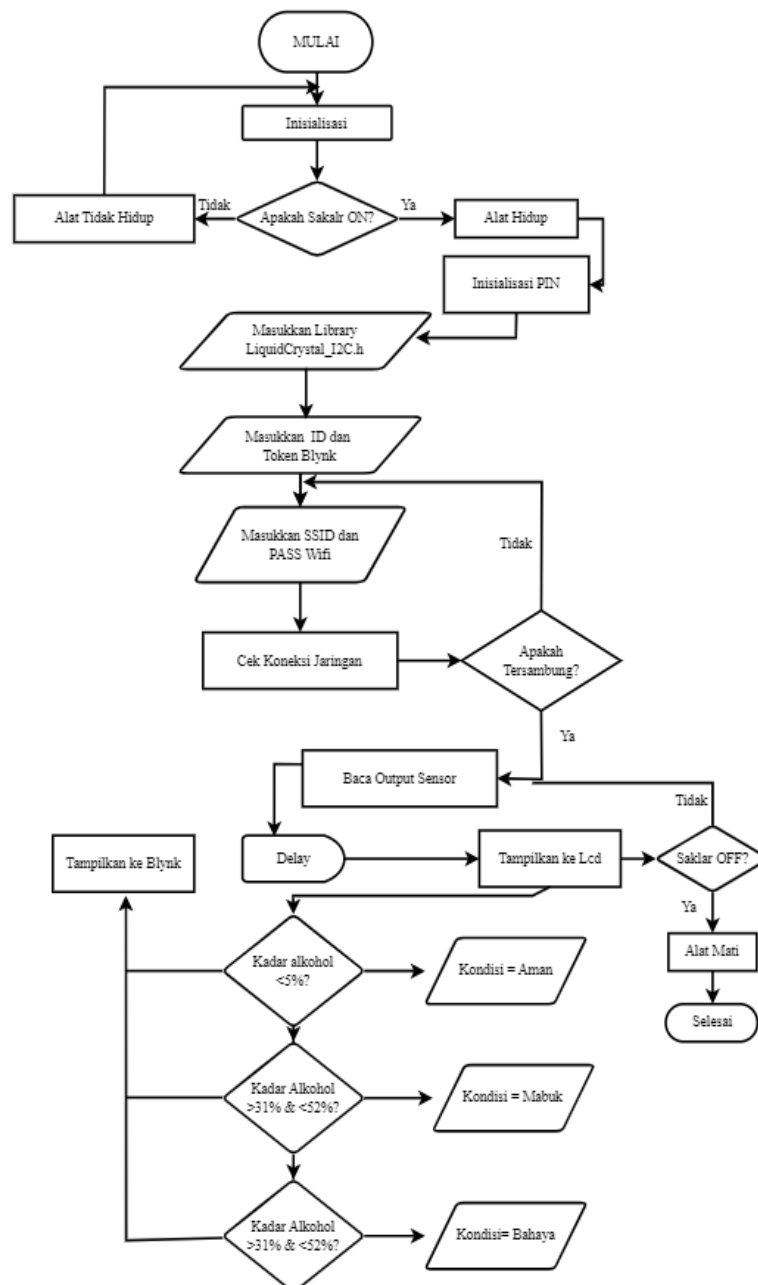 MULAI
Inisialisasi
Tidak
Ya
Alat Tidak Hidup
Apakah Sakalr ON?
Alat Hidup
Inisialisasi PIN
Masukkan Library
LiquidCrystal_I2C.h
Masukkan ID dan
Token Blynk
Masukkan SSID dan
PASS Wifi
Tidak
Cek Koneksi Jaringan
Apakah
Tersambung?
Ya
Baca Output Sensor
Tidak
Tampilkan ke Blynk
Delay
Tampilkan ke Lcd
Saklar OFF?
Ya
Alat Mati
Selesai
Kadar alkohol
<5%?
Kondisi = Aman
Kadar Alkohol
>31% & <52%?
Kondisi = Mabuk
Kadar Alkohol
>31% & <52%?
Kondisi= Bahaya